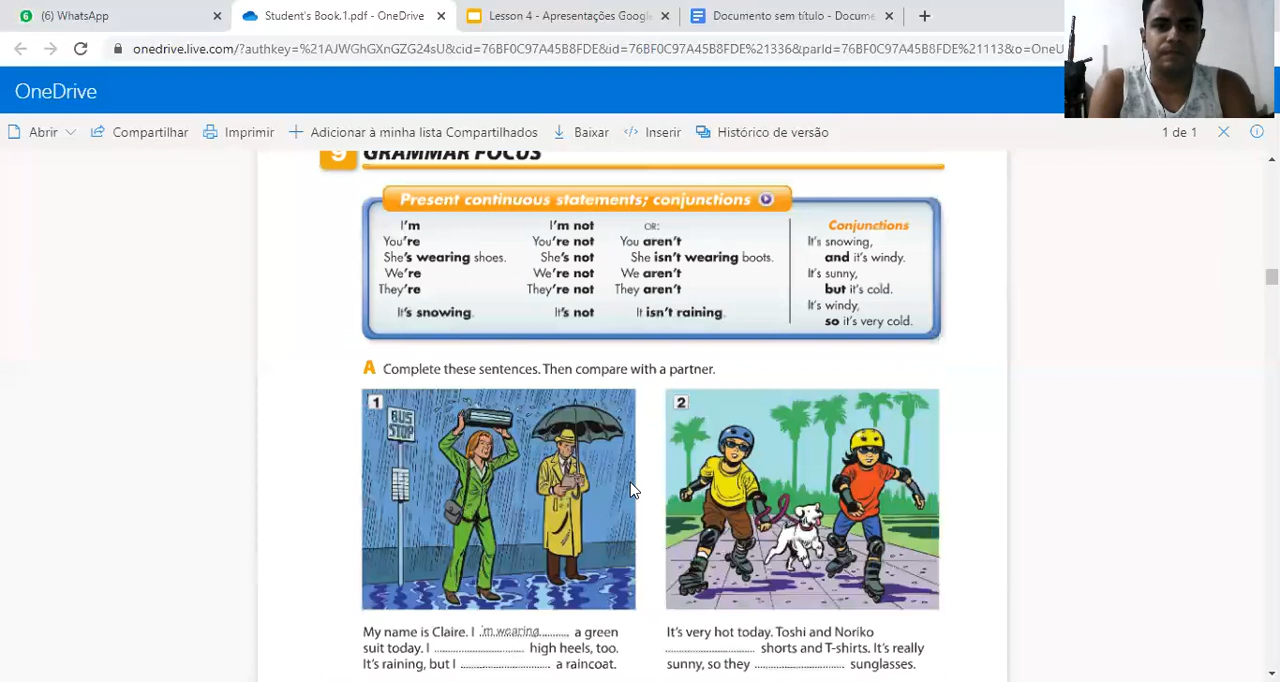 (6) WhatsApp
Student's Book.1.pdf - OneDrive
Lesson 4 - Apresentações Googl
Documento sem título - Docume
onedrive.live.com/?authkey=%21AJWGhGXnGZG24sU&cid=76BF0C97A45B8FDE&id=76BF0C97A45B8FDE%21336&parId=76BF0C97A45B8FDE%21113&o=OneU
OneDrive
Abrir
Compartilhar
Imprimir
Adicionar à minha lista Compartilhados
Baixar
Inserir
Histórico de versão
1 de 1
9 GRAMMAR FOCUS
Present continuous statements; conjunctions
I'm
You're
She's wearing shoes.
We're
They're
It's snowing.
I'm not
You're not
She's not
We're not
They're not
It's not
OR:
You aren't
She isn't wearing boots.
We aren't
They aren't
It isn't raining.
Conjunctions
It's snowing,
and it's windy.
It's sunny,
but it's cold.
It's windy,
so it's very cold.
A Complete these sentences. Then compare with a partner.
1
BUS
STOP
2
My name is Claire. I 'm wearing a green
suit today. I ........................ high heels, too.
It's raining, but I ........................ a raincoat.
It's very hot today. Toshi and Noriko
........................ shorts and T-shirts. It's really
sunny, so they ........................ sunglasses.